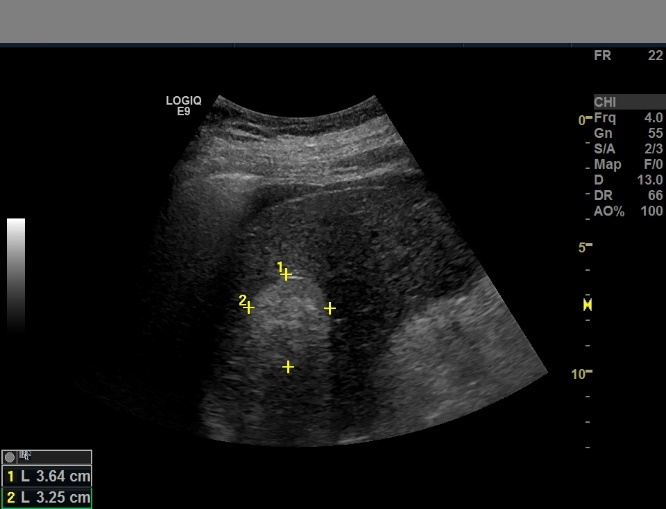 FR 22
LOGIQ
E9
CHI
Frq 4.0
Gn 55
S/A 2/3
Map F/0
D 13.0
DR 66
AO% 100
0
5
10
1
2
1 L 3.64 cm
2 L 3.25 cm